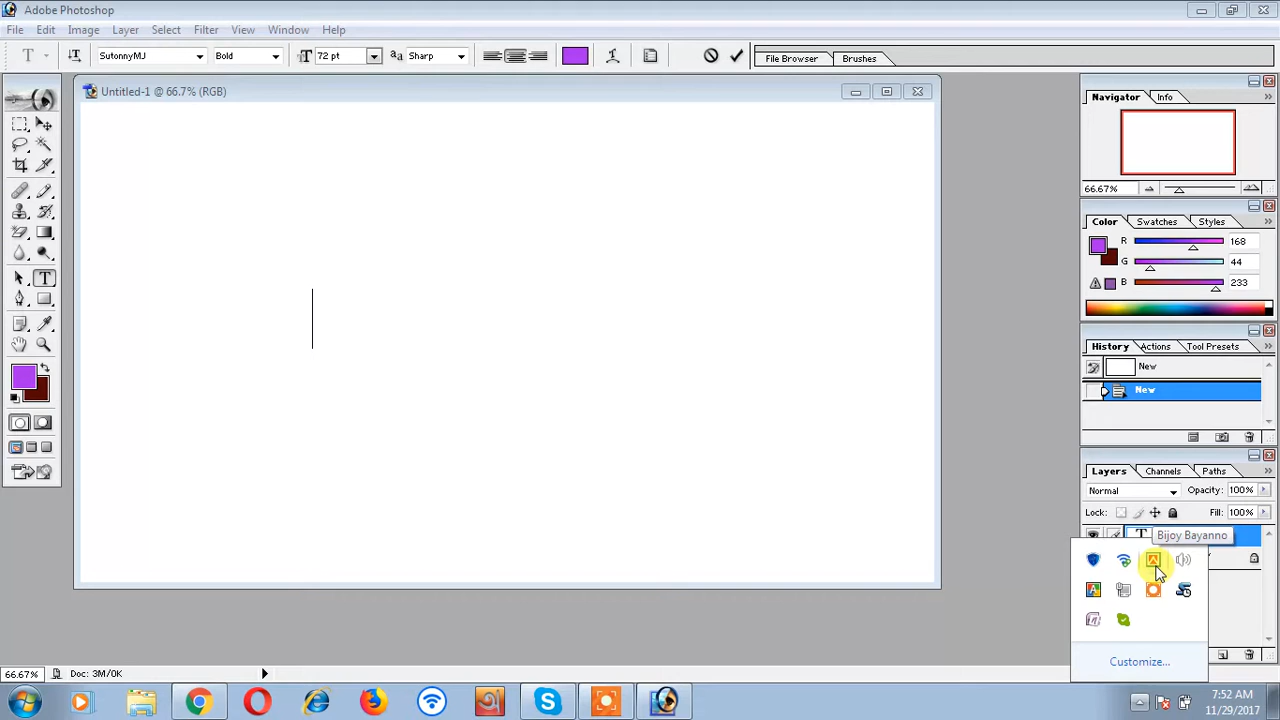 Adobe Photoshop
File Edit Image Layer Select Filter View Window Help
T T SutonnyMJ Bold T 72 pt aa Sharp File Browser Brushes
Untitled-1 @ 66.7% (RGB)
Navigator Info
66.67%
Color Swatches Styles
R 168
G 44
B 233
History Actions Tool Presets
New
New
Layers Channels Paths
Normal Opacity: 100%
Lock: Fill: 100%
T Bijoy Bayanno
Customize...
66.67% Doc: 3M/0K
7:52 AM
11/29/2017